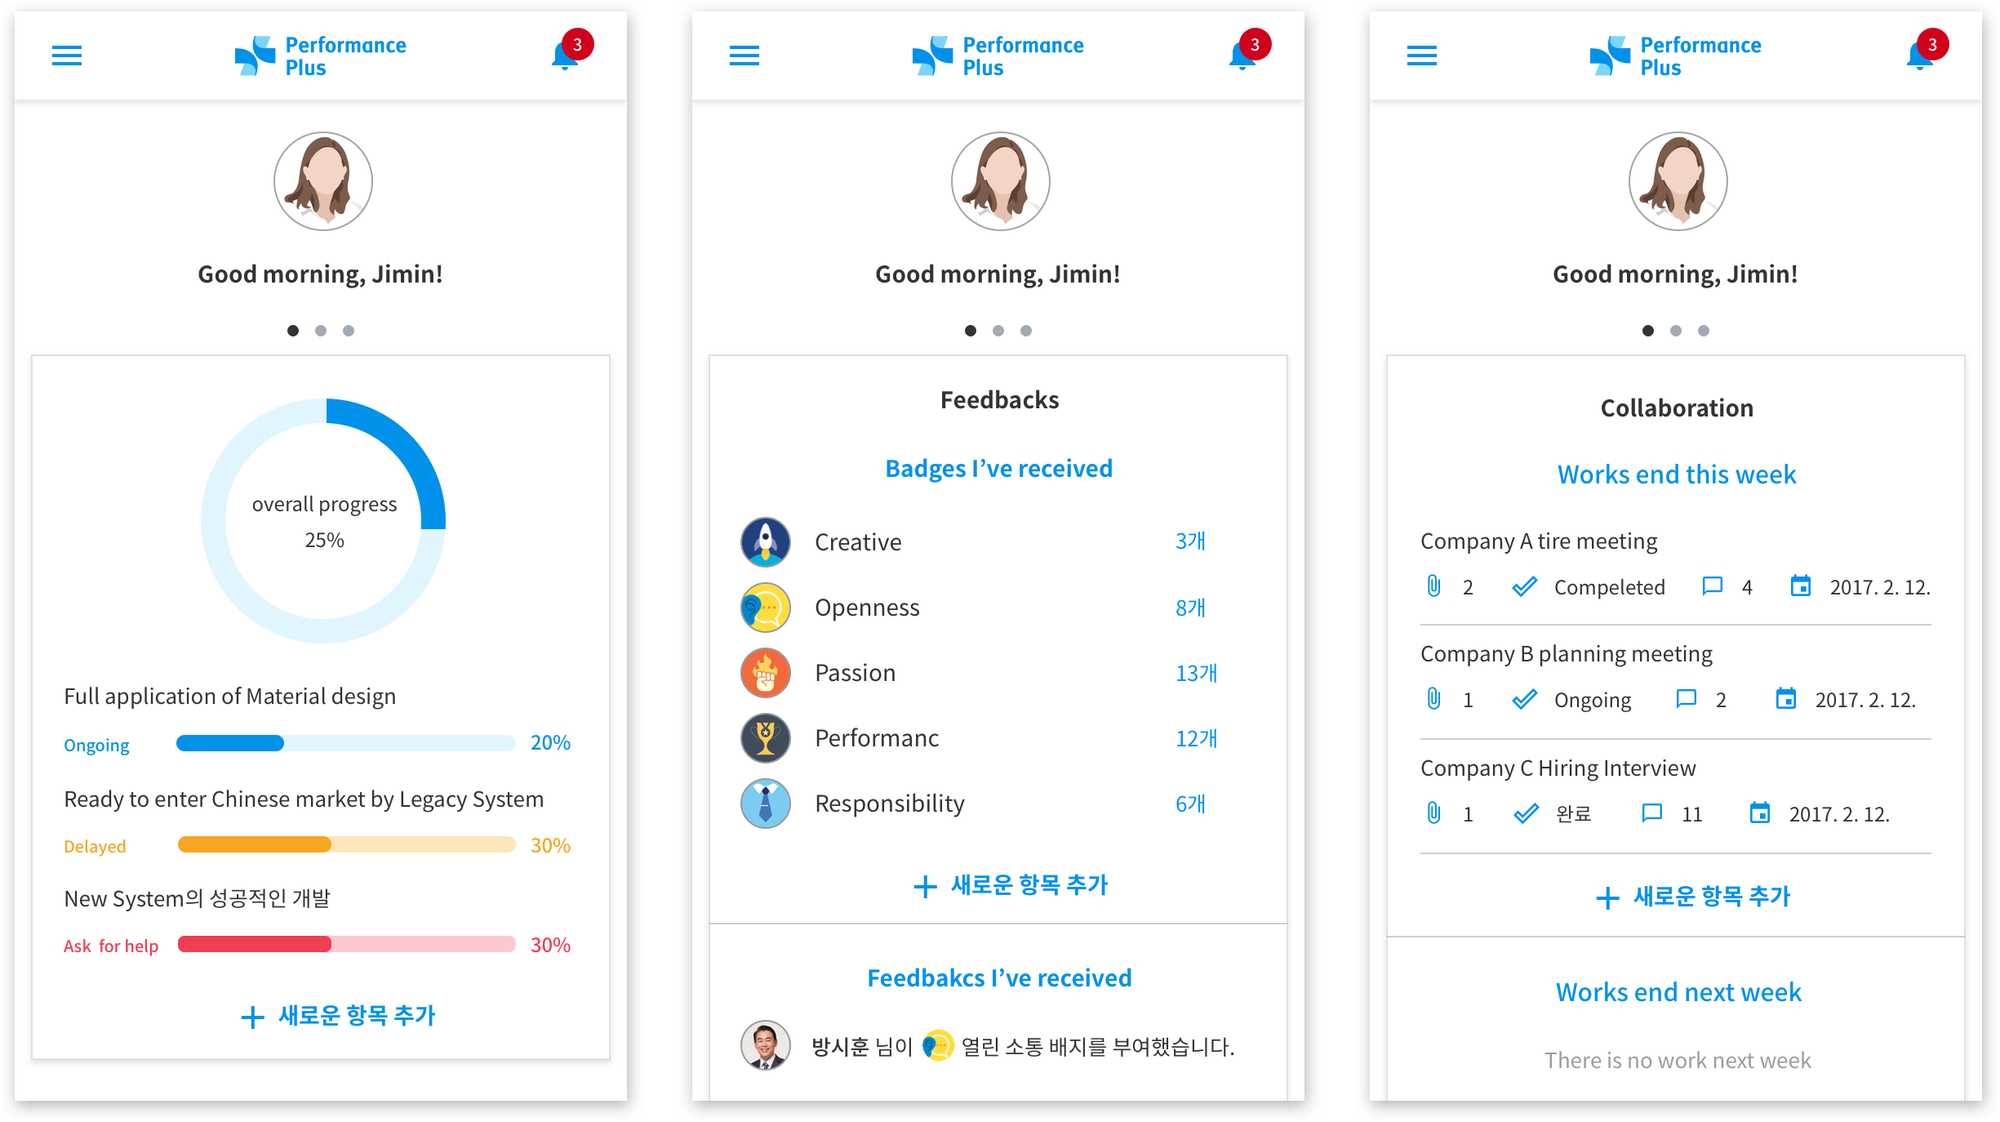 Performance
Plus
3
Good morning, Jimin!
overall progress
25%
Full application of Material design
Ongoing 20%
Ready to enter Chinese market by Legacy System
Delayed 30%
New System의 성공적인 개발
Ask for help 30%
+ 새로운 항목 추가
Performance
Plus
3
Good morning, Jimin!
Feedbacks
Badges I’ve received
Creative 3개
Openness 8개
Passion 13개
Performanc 12개
Responsibility 6개
+ 새로운 항목 추가
Feedbakcs I’ve received
방시훈 님이 열린 소통 배지를 부여했습니다.
Performance
Plus
3
Good morning, Jimin!
Collaboration
Works end this week
Company A tire meeting
2 Compeleted 4 2017. 2. 12.
Company B planning meeting
1 Ongoing 2 2017. 2. 12.
Company C Hiring Interview
1 완료 11 2017. 2. 12.
+ 새로운 항목 추가
Works end next week
There is no work next week